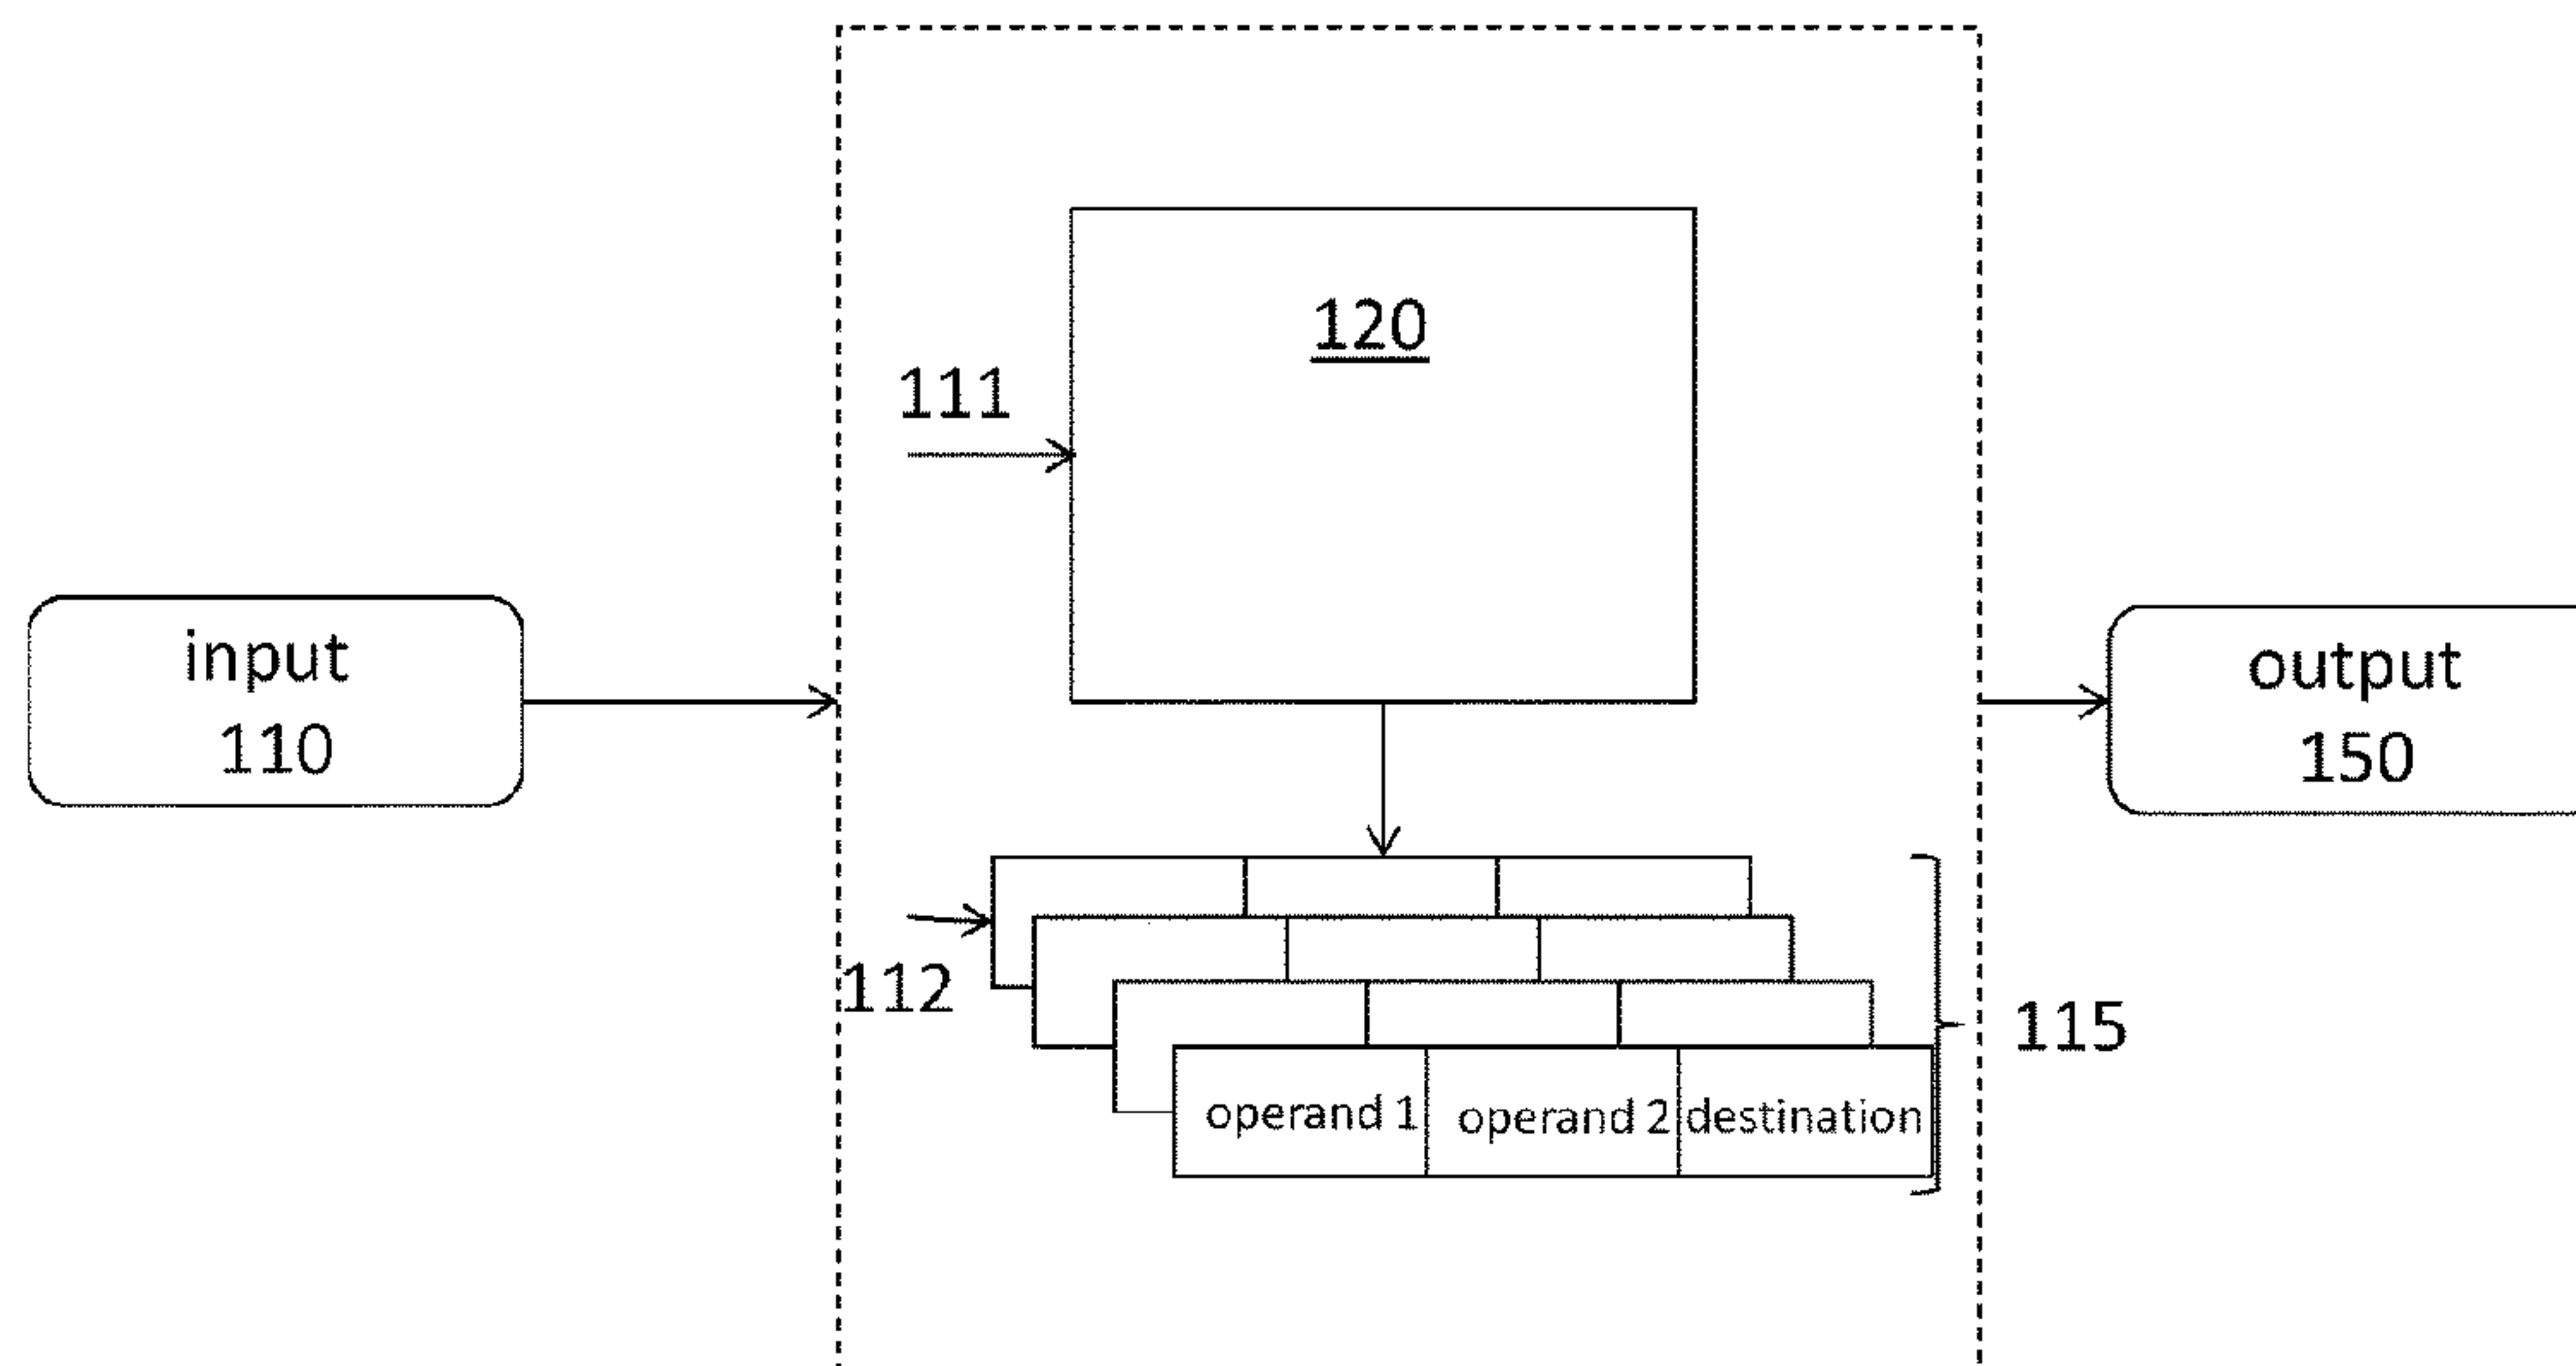 120
111
input
110
output
150
112
115
operand 1
operand 2
destination